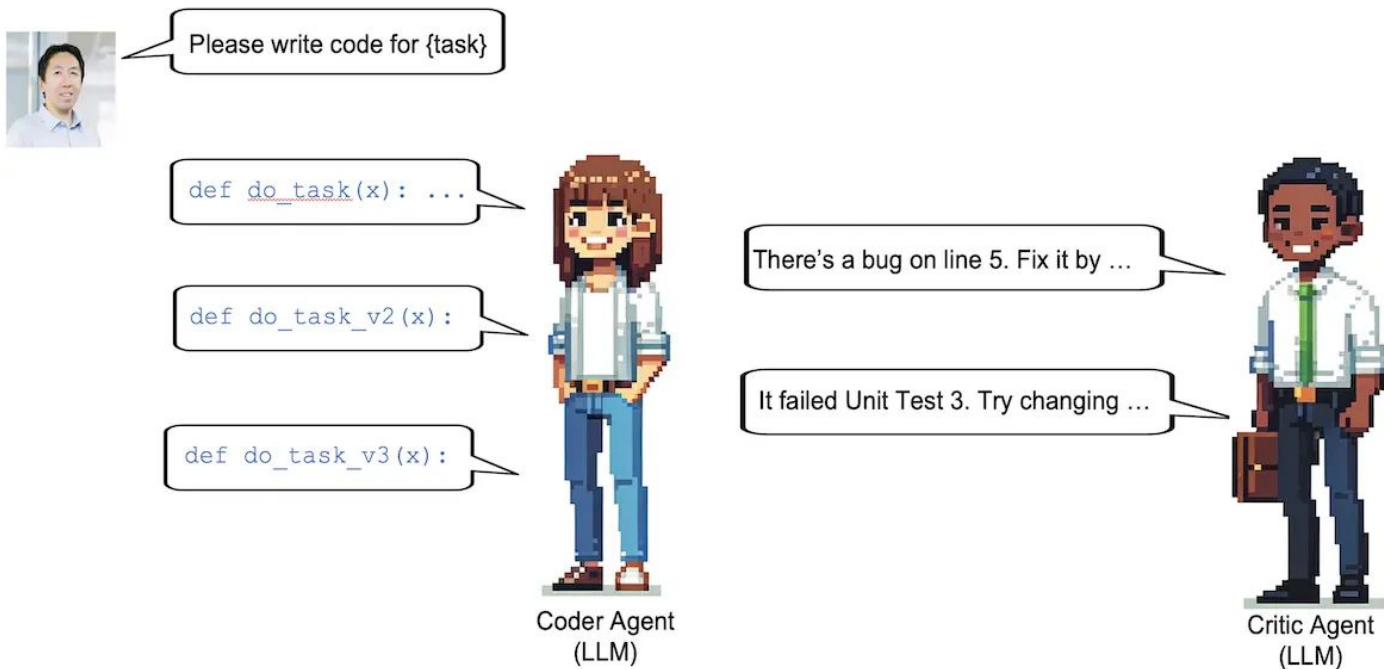 Please write code for {task}
def do_task(x): ...
There's a bug on line 5. Fix it by ...
def do_task_v2(x):
It failed Unit Test 3. Try changing ...
def do_task_v3(x):
Coder Agent
(LLM)
Critic Agent
(LLM)